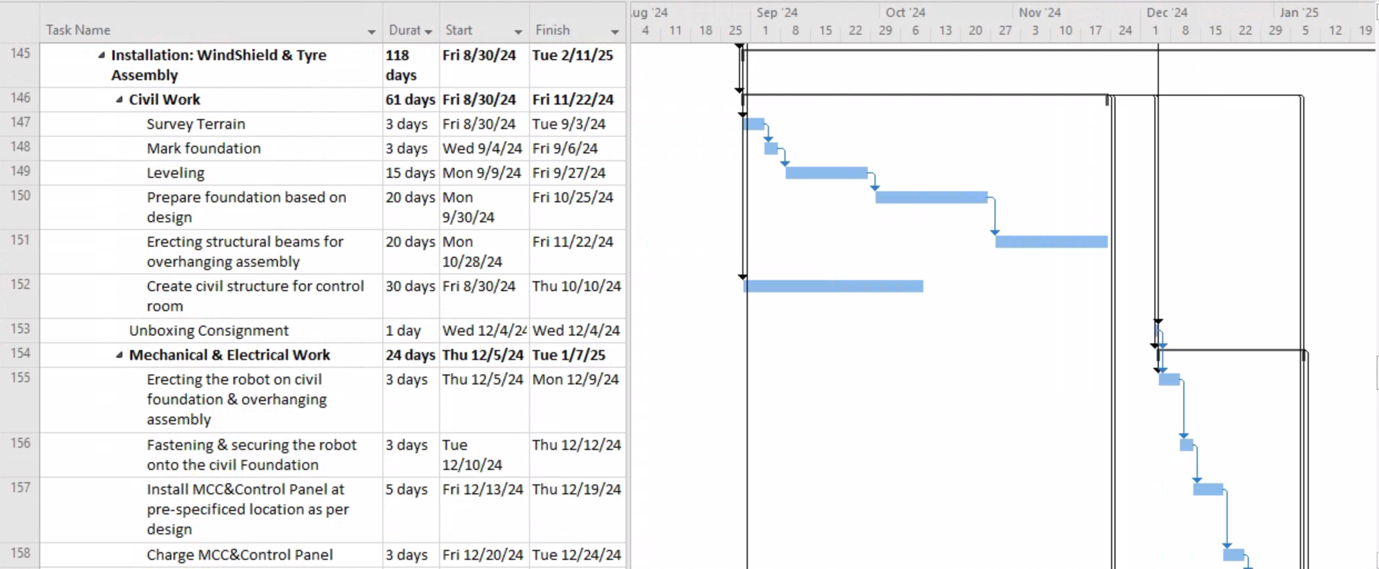 Task Name Durat Start Finish
ug '24 Sep '24 Oct '24 Nov '24 Dec '24 Jan '25
4 11 18 25 1 8 15 22 29 6 13 20 27 3 10 17 24 1 8 15 22 29 5 12 19
145 Installation: WindShield & Tyre 118 Fri 8/30/24 Tue 2/11/25
Assembly days
146 Civil Work 61 days Fri 8/30/24 Fri 11/22/24
147 Survey Terrain 3 days Fri 8/30/24 Tue 9/3/24
148 Mark foundation 3 days Wed 9/4/24 Fri 9/6/24
149 Leveling 15 days Mon 9/9/24 Fri 9/27/24
150 Prepare foundation based on 20 days Mon Fri 10/25/24
design 9/30/24
151 Erecting structural beams for 20 days Mon Fri 11/22/24
overhanging assembly 10/28/24
152 Create civil structure for control 30 days Fri 8/30/24 Thu 10/10/24
room
153 Unboxing Consignment 1 day Wed 12/4/24 Wed 12/4/24
154 Mechanical & Electrical Work 24 days Thu 12/5/24 Tue 1/7/25
155 Erecting the robot on civil 3 days Thu 12/5/24 Mon 12/9/24
foundation & overhanging
assembly
156 Fastening & securing the robot 3 days Tue Thu 12/12/24
onto the civil Foundation 12/10/24
157 Install MCC&Control Panel at 5 days Fri 12/13/24 Thu 12/19/24
pre-specificed location as per
design
158 Charge MCC&Control Panel 3 days Fri 12/20/24 Tue 12/24/24